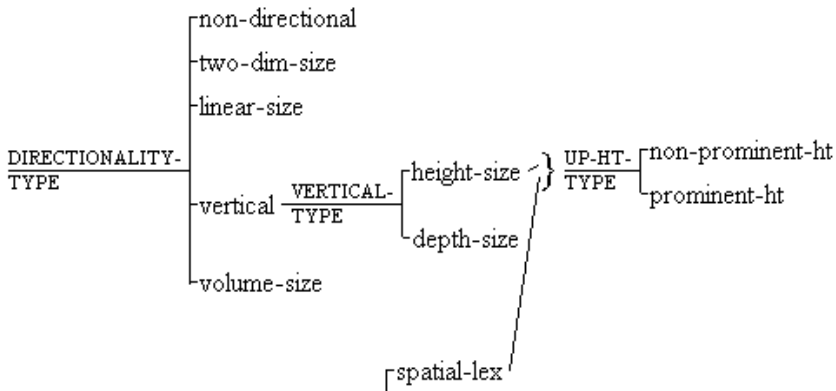 non-directional
two-dim-size
linear-size
DIRECTIONALITY-
TYPE
vertical
VERTICAL-
TYPE
height-size
depth-size
UP-HT-
TYPE
non-prominent-ht
prominent-ht
volume-size
spatial-lex